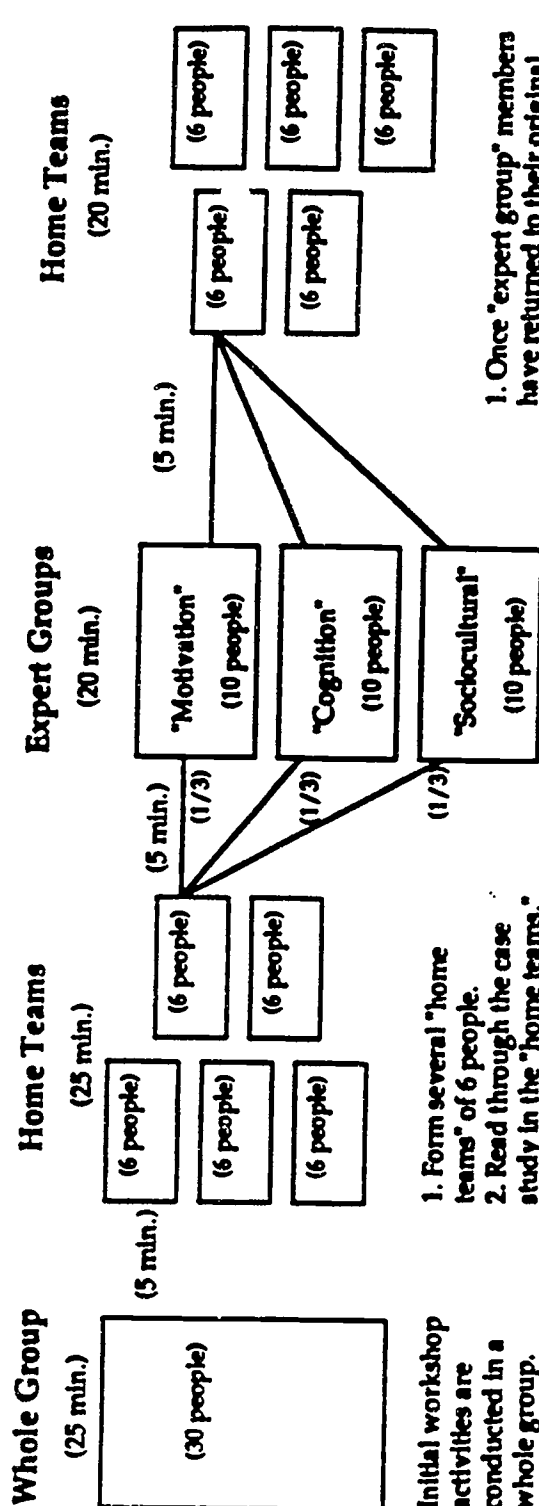 Whole Group
(25 min.)
(30 people)
Initial workshop
activities are
conducted in a
whole group.
(5 min.)
Home Teams
(25 min.)
(6 people)
(6 people)
(6 people)
(6 people)
(6 people)
1. Form several "home
teams" of 6 people.
2. Read through the case
study in the "home teams."
(5 min.)
(1/3)
(1/3)
(1/3)
Expert Groups
(20 min.)
"Motivation"
(10 people)
"Cognition"
(10 people)
"Sociocultural"
(10 people)
(5 min.)
Home Teams
(20 min.)
(6 people)
(6 people)
(6 people)
(6 people)
(6 people)
1. Once "expert group" members
have returned to their original